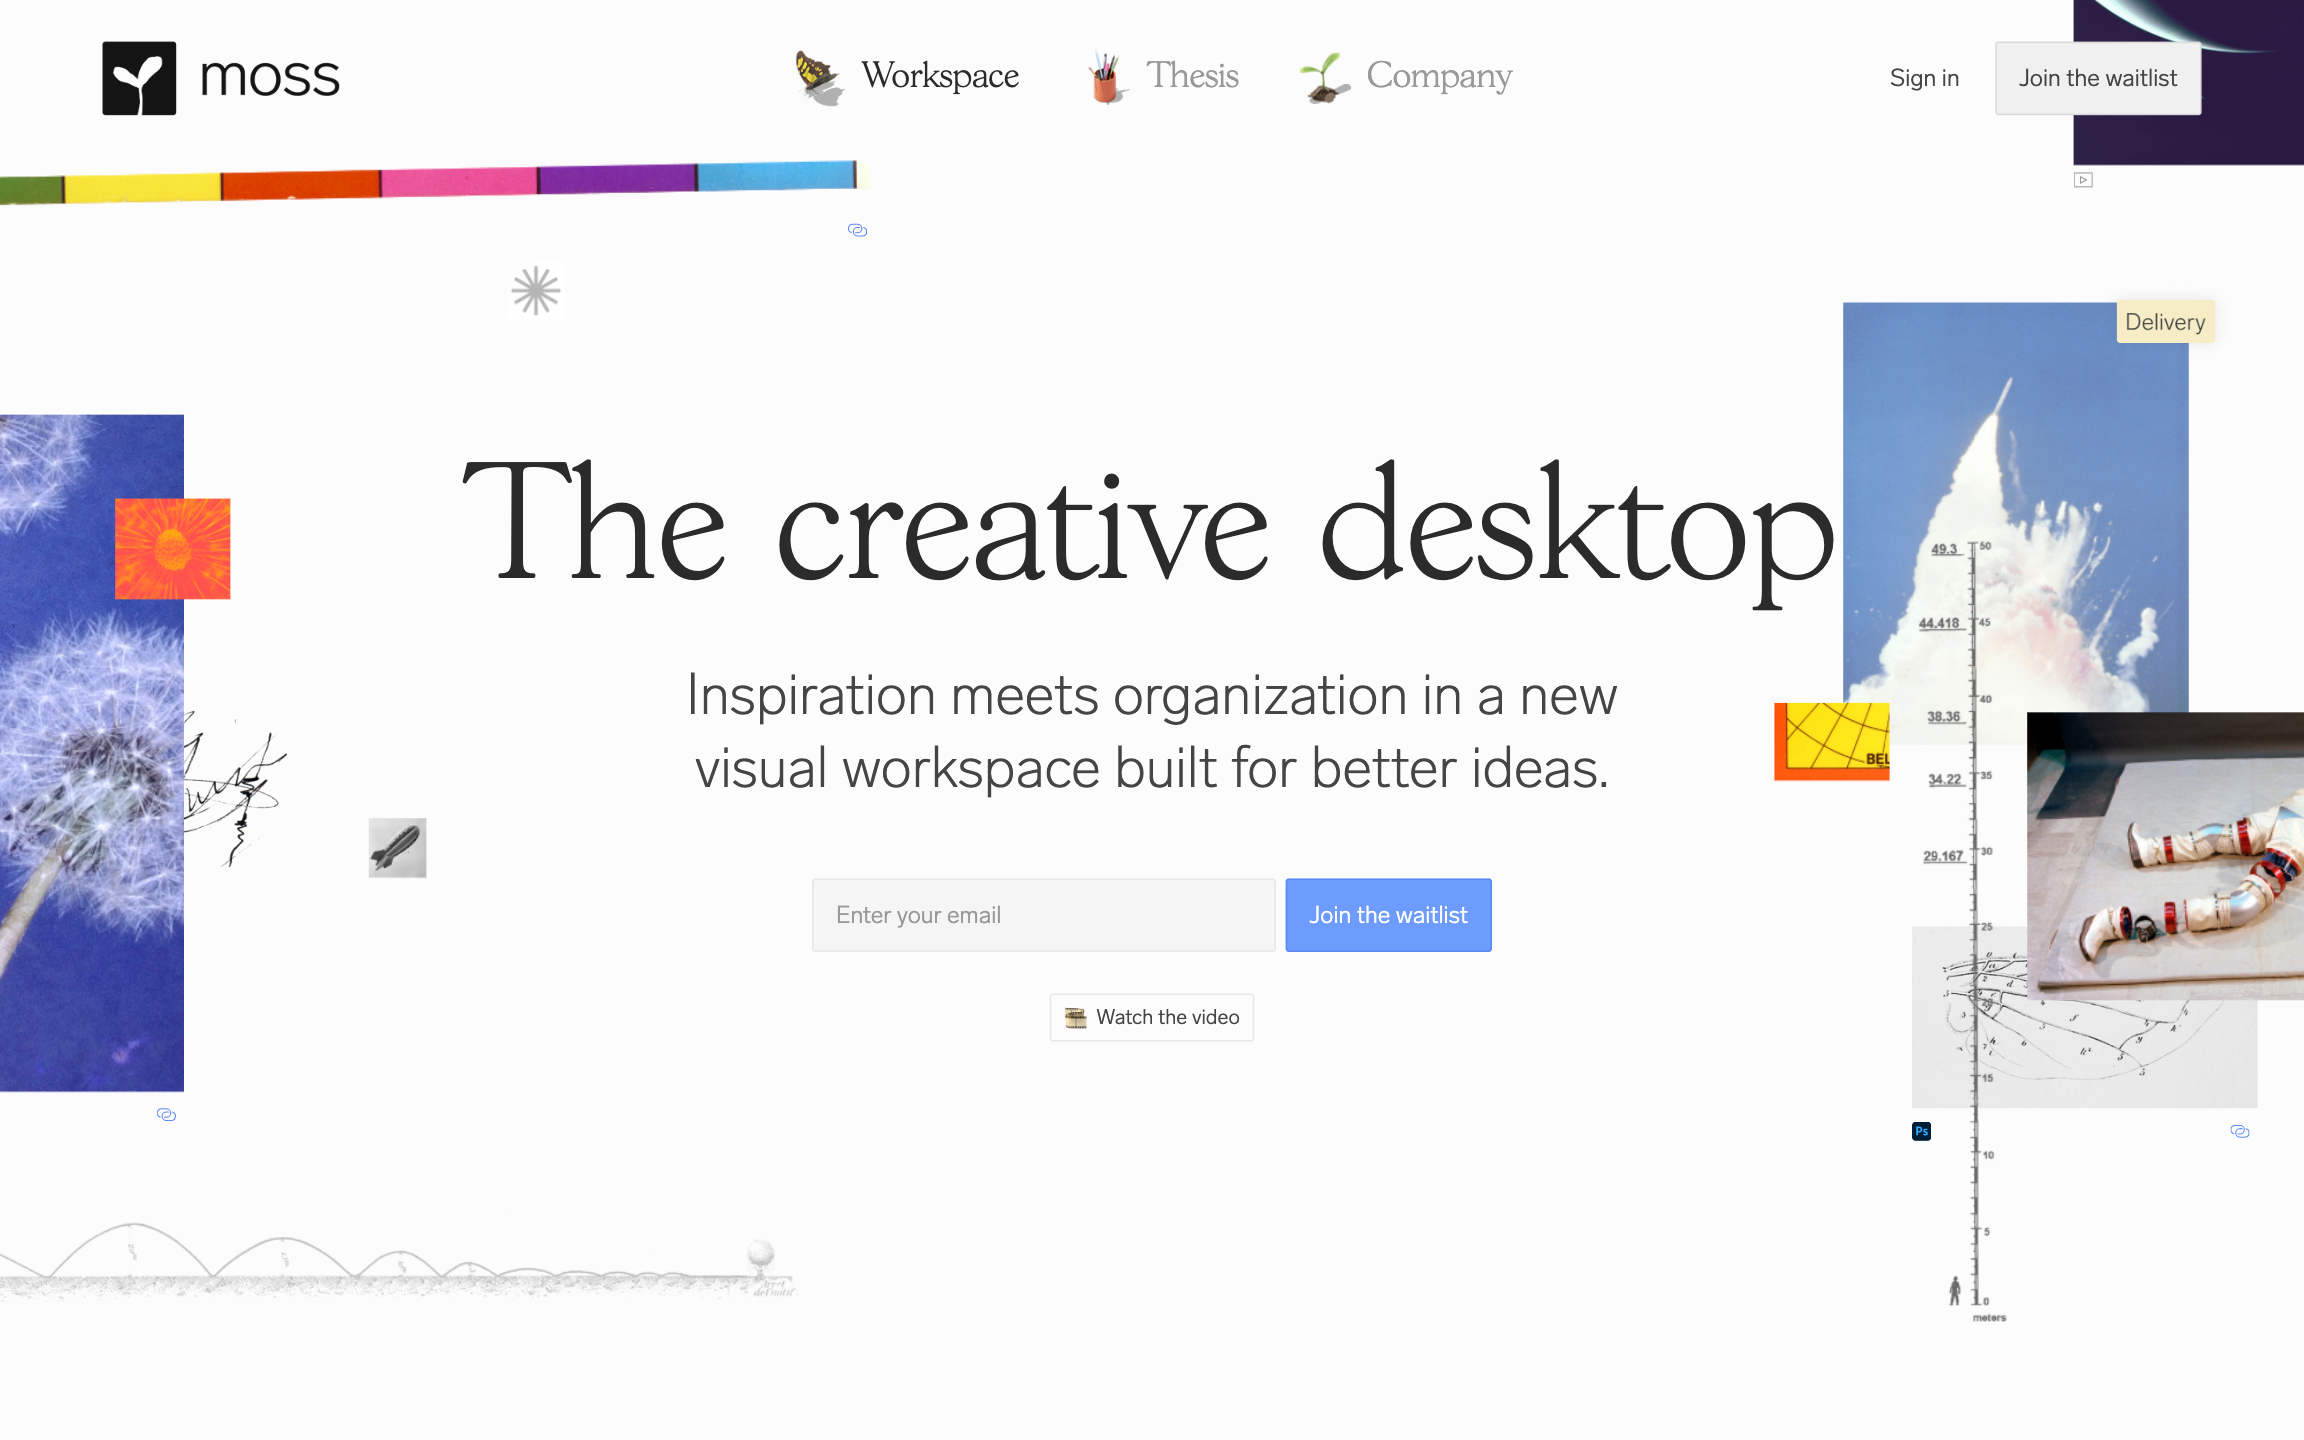 moss
Workspace
Thesis
Company
Sign in
Join the waitlist
Delivery
The creative desktop
Inspiration meets organization in a new
visual workspace built for better ideas.
Enter your email
Join the waitlist
Watch the video
49.3
50
44.418
45
40
38.36
BEL
34.22
35
29.167
30
25
15
Ps
10
5
0
meters